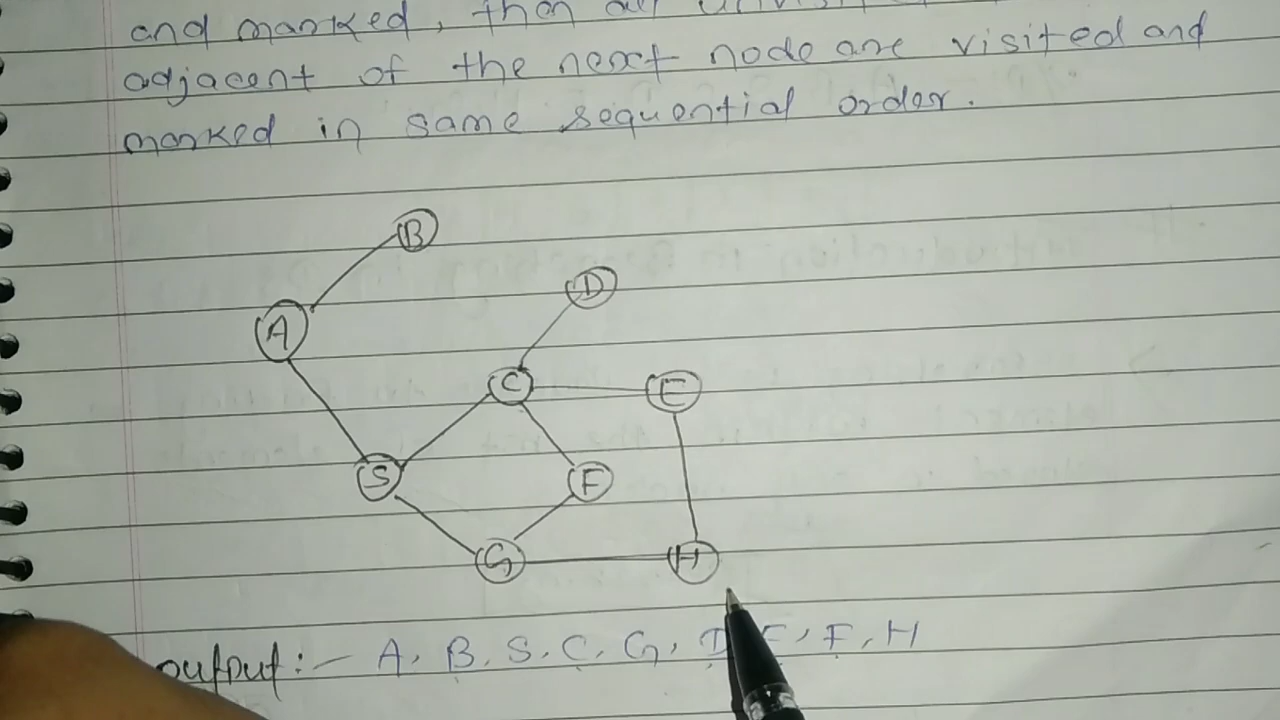 and marked, then all
adjacent of the next node are visited and
marked in same sequential order.
B
D
A
C
E
S
F
G
H
output:- A, B, S, C, G, D, E, F, H